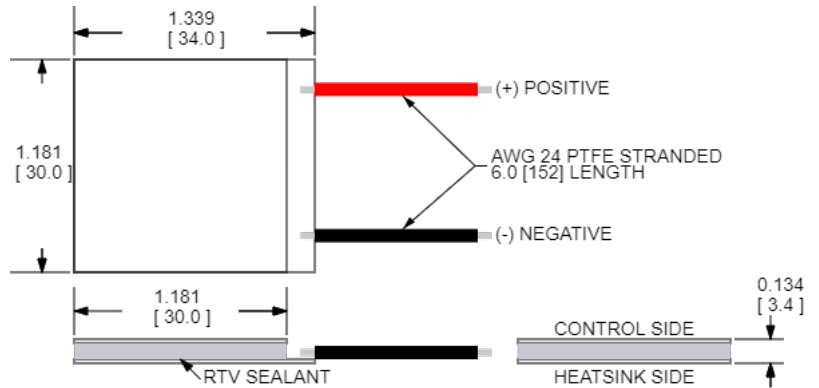 1.339
[ 34.0 ]
(+) POSITIVE
1.181
[ 30.0 ]
AWG 24 PTFE STRANDED
6.0 [152] LENGTH
(-) NEGATIVE
1.181
[ 30.0 ]
0.134
[ 3.4 ]
CONTROL SIDE
RTV SEALANT
HEATSINK SIDE